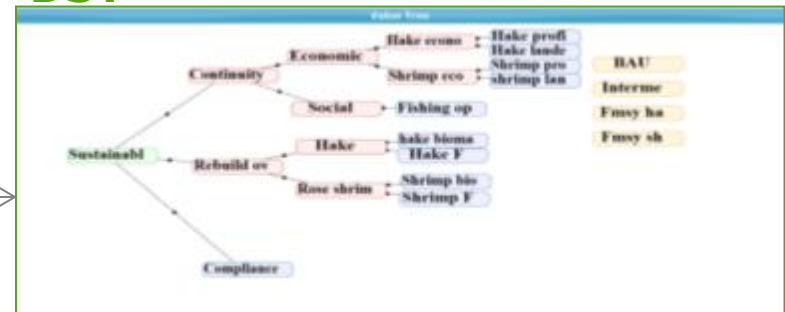 Value Tree
Hake profi
Hake econo
Hake lande
Economic
Shrimp pro
BAU
Continuity
Shrimp eco
shrimp lan
Interme
Social
Fishing op
Fmsy ha
Fmsy sh
hake bioma
Hake
Hake F
Sustainabl
Rebuild ov
Shrimp bio
Rose shrim
Shrimp F
Compliance